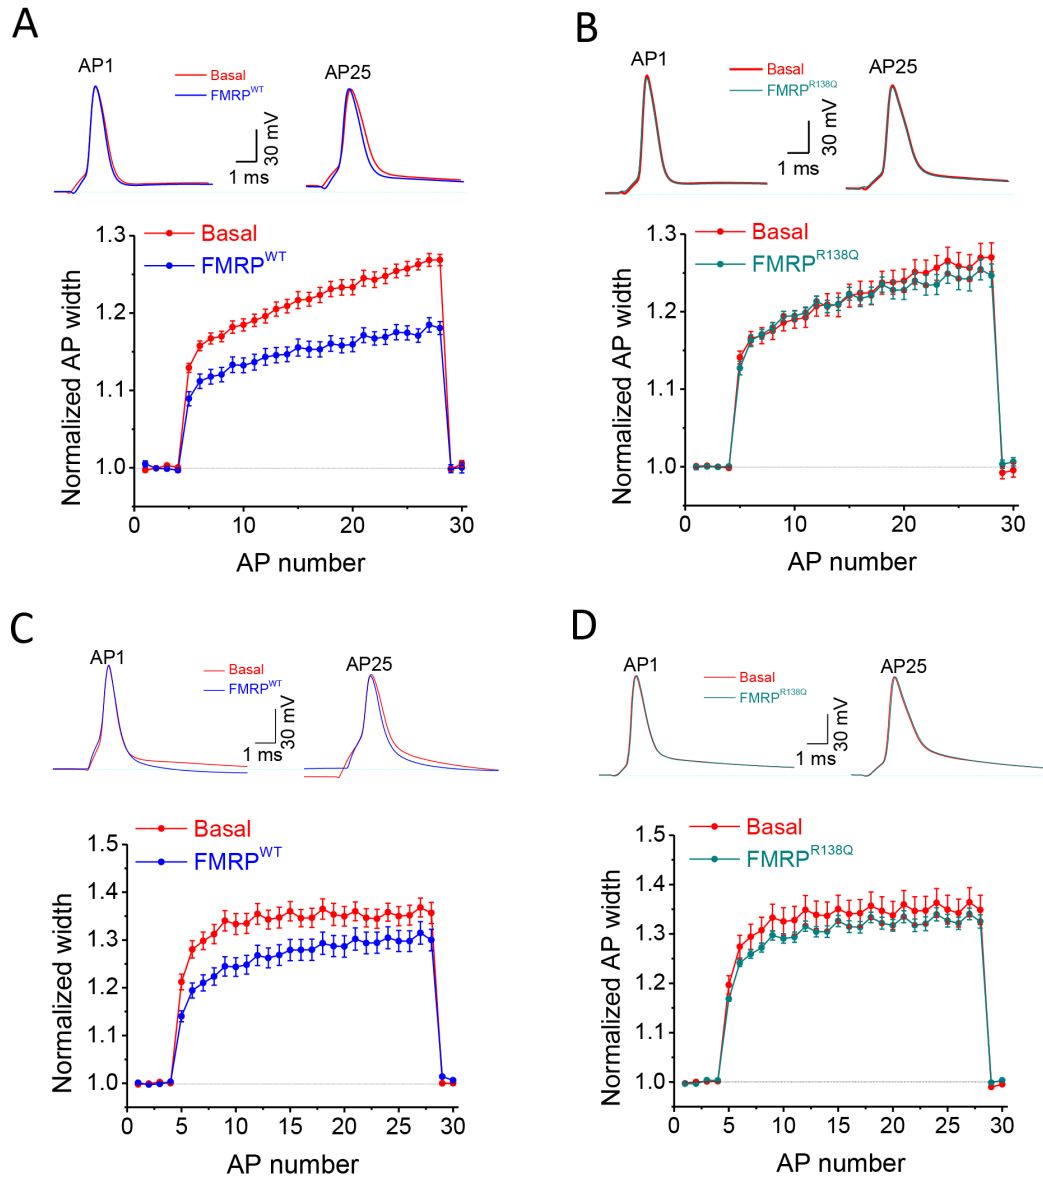 A
AP1
Basal
FMRP^WT
AP25
30 mV
1 ms
Basal
FMRP^WT
Normalized AP width
1.3
1.2
1.1
1.0
0 10 20 30
AP number
B
AP1
Basal
FMRP^R138Q
AP25
30 mV
1 ms
Basal
FMRP^R138Q
Normalized AP width
1.3
1.2
1.1
1.0
0 10 20 30
AP number
C
AP1
Basal
FMRP^WT
AP25
30 mV
1 ms
Basal
FMRP^WT
Normalized width
1.5
1.4
1.3
1.2
1.1
1.0
0 5 10 15 20 25 30
AP number
D
AP1
Basal
FMRP^R138Q
AP25
30 mV
1 ms
Basal
FMRP^R138Q
Normalized AP width
1.5
1.4
1.3
1.2
1.1
1.0
0 5 10 15 20 25 30
AP number